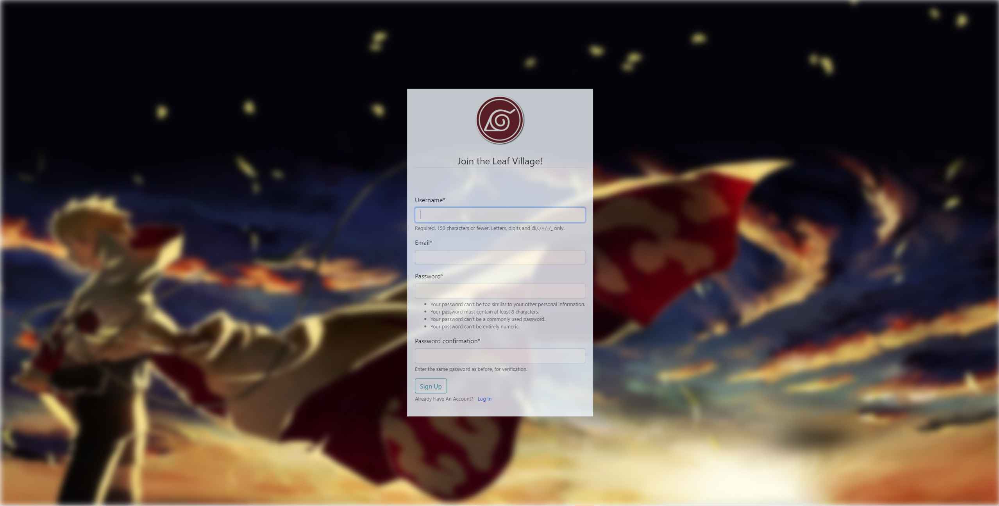 Join the Leaf Village!
Username*
Required. 150 characters or fewer. Letters, digits and @/./+/-/_ only.
Email*
Password*
Your password can't be too similar to your other personal information.
Your password must contain at least 8 characters.
Your password can't be a commonly used password.
Your password can't be entirely numeric.
Password confirmation*
Enter the same password as before, for verification.
Sign Up
Already Have An Account? Log In